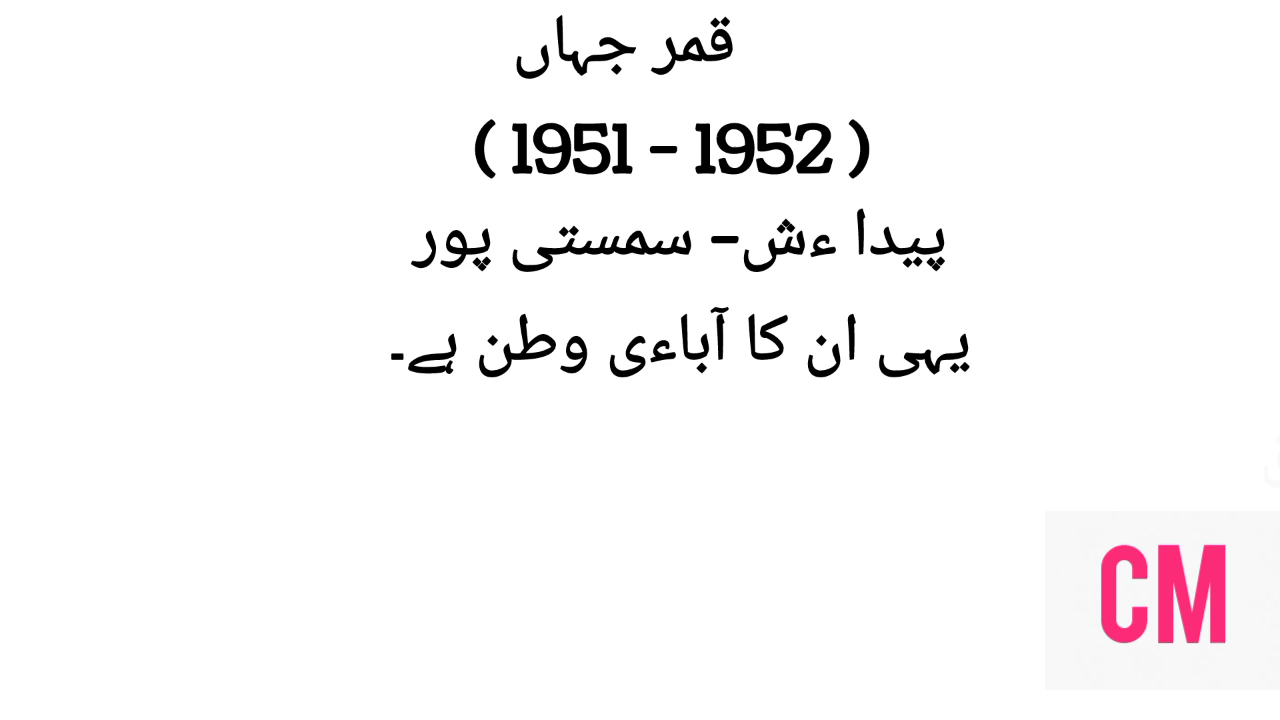 قمر جہاں
( 1951 - 1952 )
پیدا ءش- سمستی پور
یہی ان کا آباءی وطن ہے۔
CM